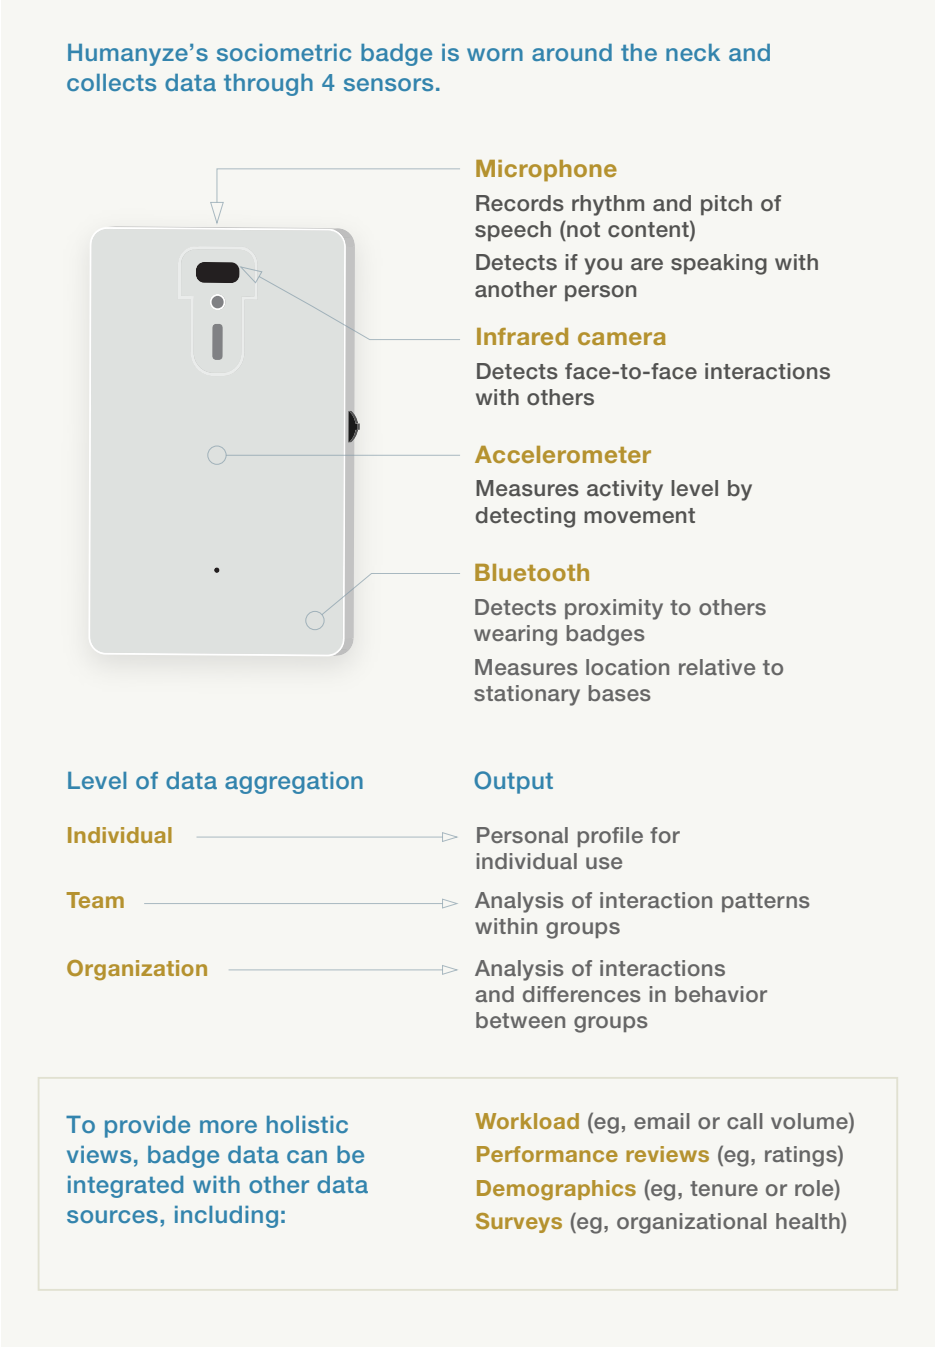 Humanyze’s sociometric badge is worn around the neck and
collects data through 4 sensors.
Microphone
Records rhythm and pitch of
speech (not content)
Detects if you are speaking with
another person
Infrared camera
Detects face-to-face interactions
with others
Accelerometer
Measures activity level by
detecting movement
Bluetooth
Detects proximity to others
wearing badges
Measures location relative to
stationary bases
Level of data aggregation
Output
Individual
Personal profile for
individual use
Team
Analysis of interaction patterns
within groups
Organization
Analysis of interactions
and differences in behavior
between groups
To provide more holistic
views, badge data can be
integrated with other data
sources, including:
Workload (eg, email or call volume)
Performance reviews (eg, ratings)
Demographics (eg, tenure or role)
Surveys (eg, organizational health)